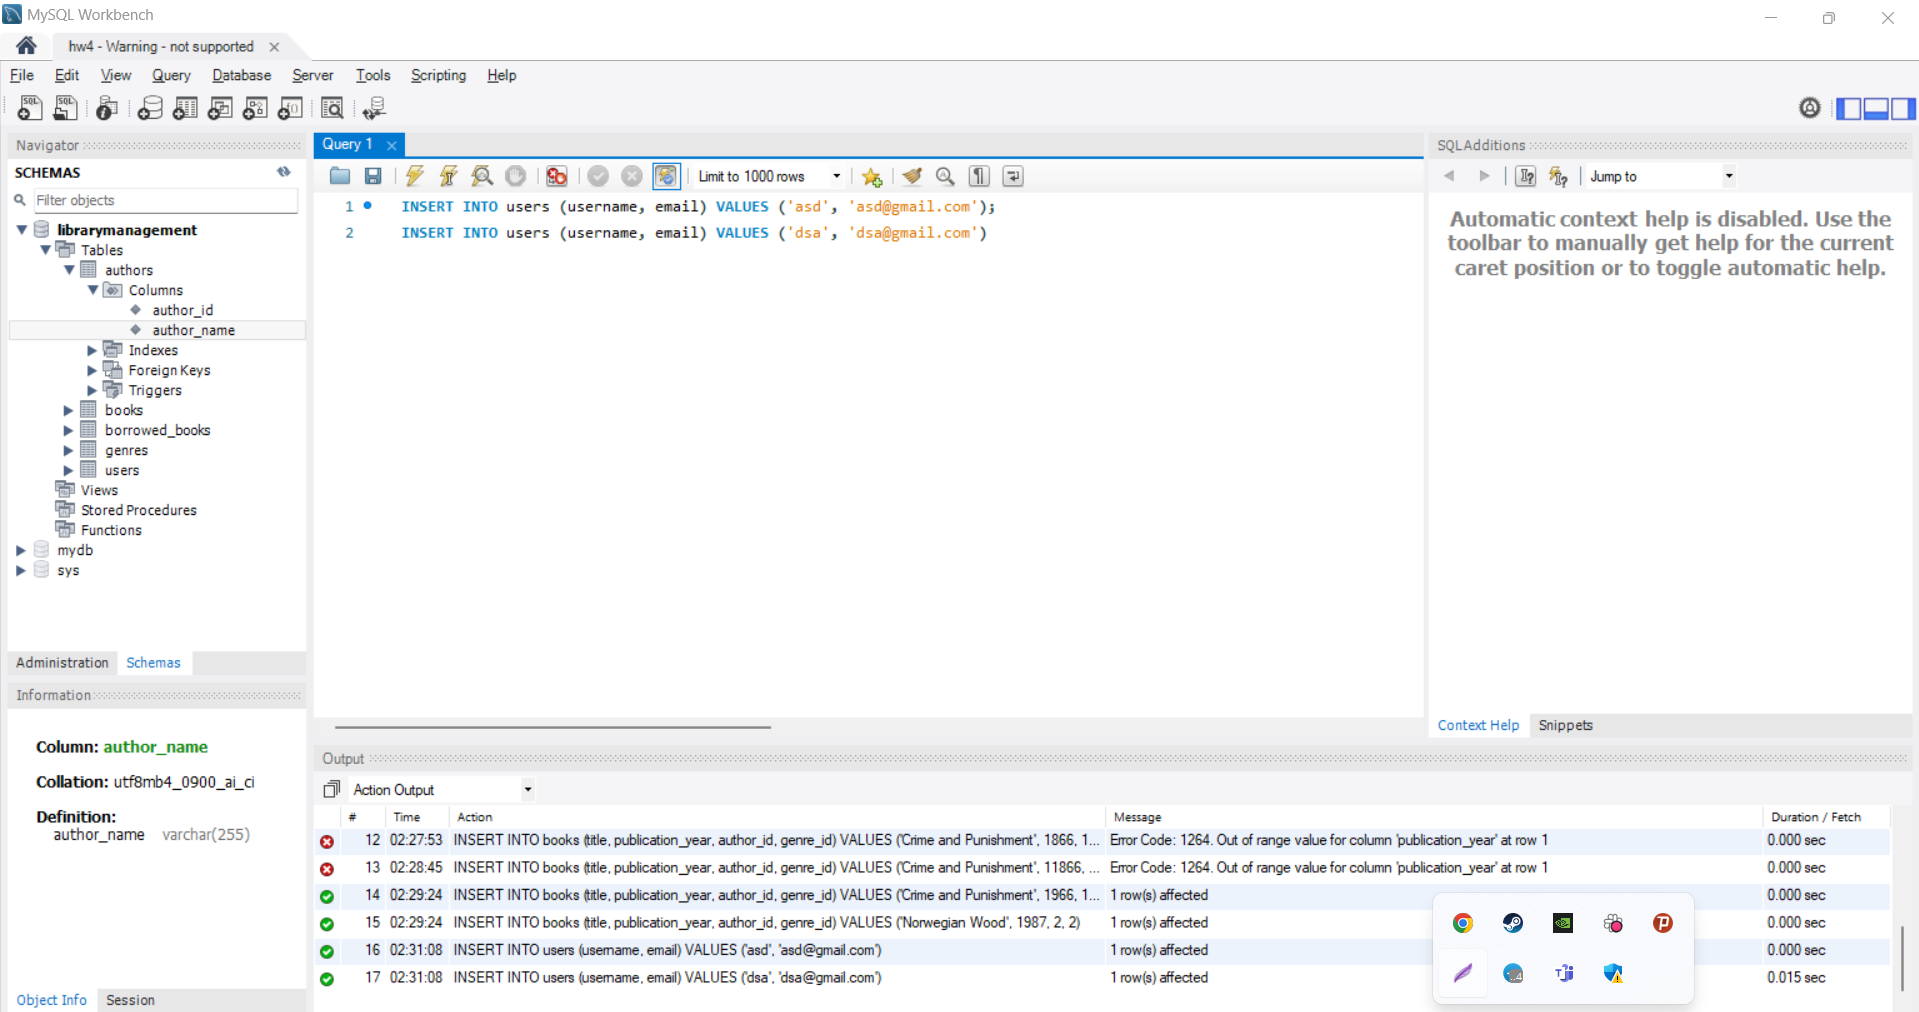 MySQL Workbench
hw4 - Warning - not supported
File Edit View Query Database Server Tools Scripting Help
Navigator
SCHEMAS
Filter objects
librarymanagement
Tables
authors
Columns
author_id
author_name
Indexes
Foreign Keys
Triggers
books
borrowed_books
genres
users
Views
Stored Procedures
Functions
mydb
sys
Administration Schemas
Information
Column: author_name
Collation: utf8mb4_0900_ai_ci
Definition:
author_name varchar(255)
Object Info Session
Query 1
Limit to 1000 rows
1 INSERT INTO users (username, email) VALUES ('asd', 'asd@gmail.com');
2 INSERT INTO users (username, email) VALUES ('dsa', 'dsa@gmail.com')
SQLAdditions
Jump to
Automatic context help is disabled. Use the
toolbar to manually get help for the current
caret position or to toggle automatic help.
Context Help Snippets
Output
Action Output
# Time Action Message Duration / Fetch
12 02:27:53 INSERT INTO books (title, publication_year, author_id, genre_id) VALUES ('Crime and Punishment', 1866, 1... Error Code: 1264. Out of range value for column 'publication_year' at row 1 0.000 sec
13 02:28:45 INSERT INTO books (title, publication_year, author_id, genre_id) VALUES ('Crime and Punishment', 11866, ... Error Code: 1264. Out of range value for column 'publication_year' at row 1 0.000 sec
14 02:29:24 INSERT INTO books (title, publication_year, author_id, genre_id) VALUES ('Crime and Punishment', 1966, 1... 1 row(s) affected 0.000 sec
15 02:29:24 INSERT INTO books (title, publication_year, author_id, genre_id) VALUES ('Norwegian Wood', 1987, 2, 2) 1 row(s) affected 0.000 sec
16 02:31:08 INSERT INTO users (username, email) VALUES ('asd', 'asd@gmail.com') 1 row(s) affected 0.000 sec
17 02:31:08 INSERT INTO users (username, email) VALUES ('dsa', 'dsa@gmail.com') 1 row(s) affected 0.015 sec